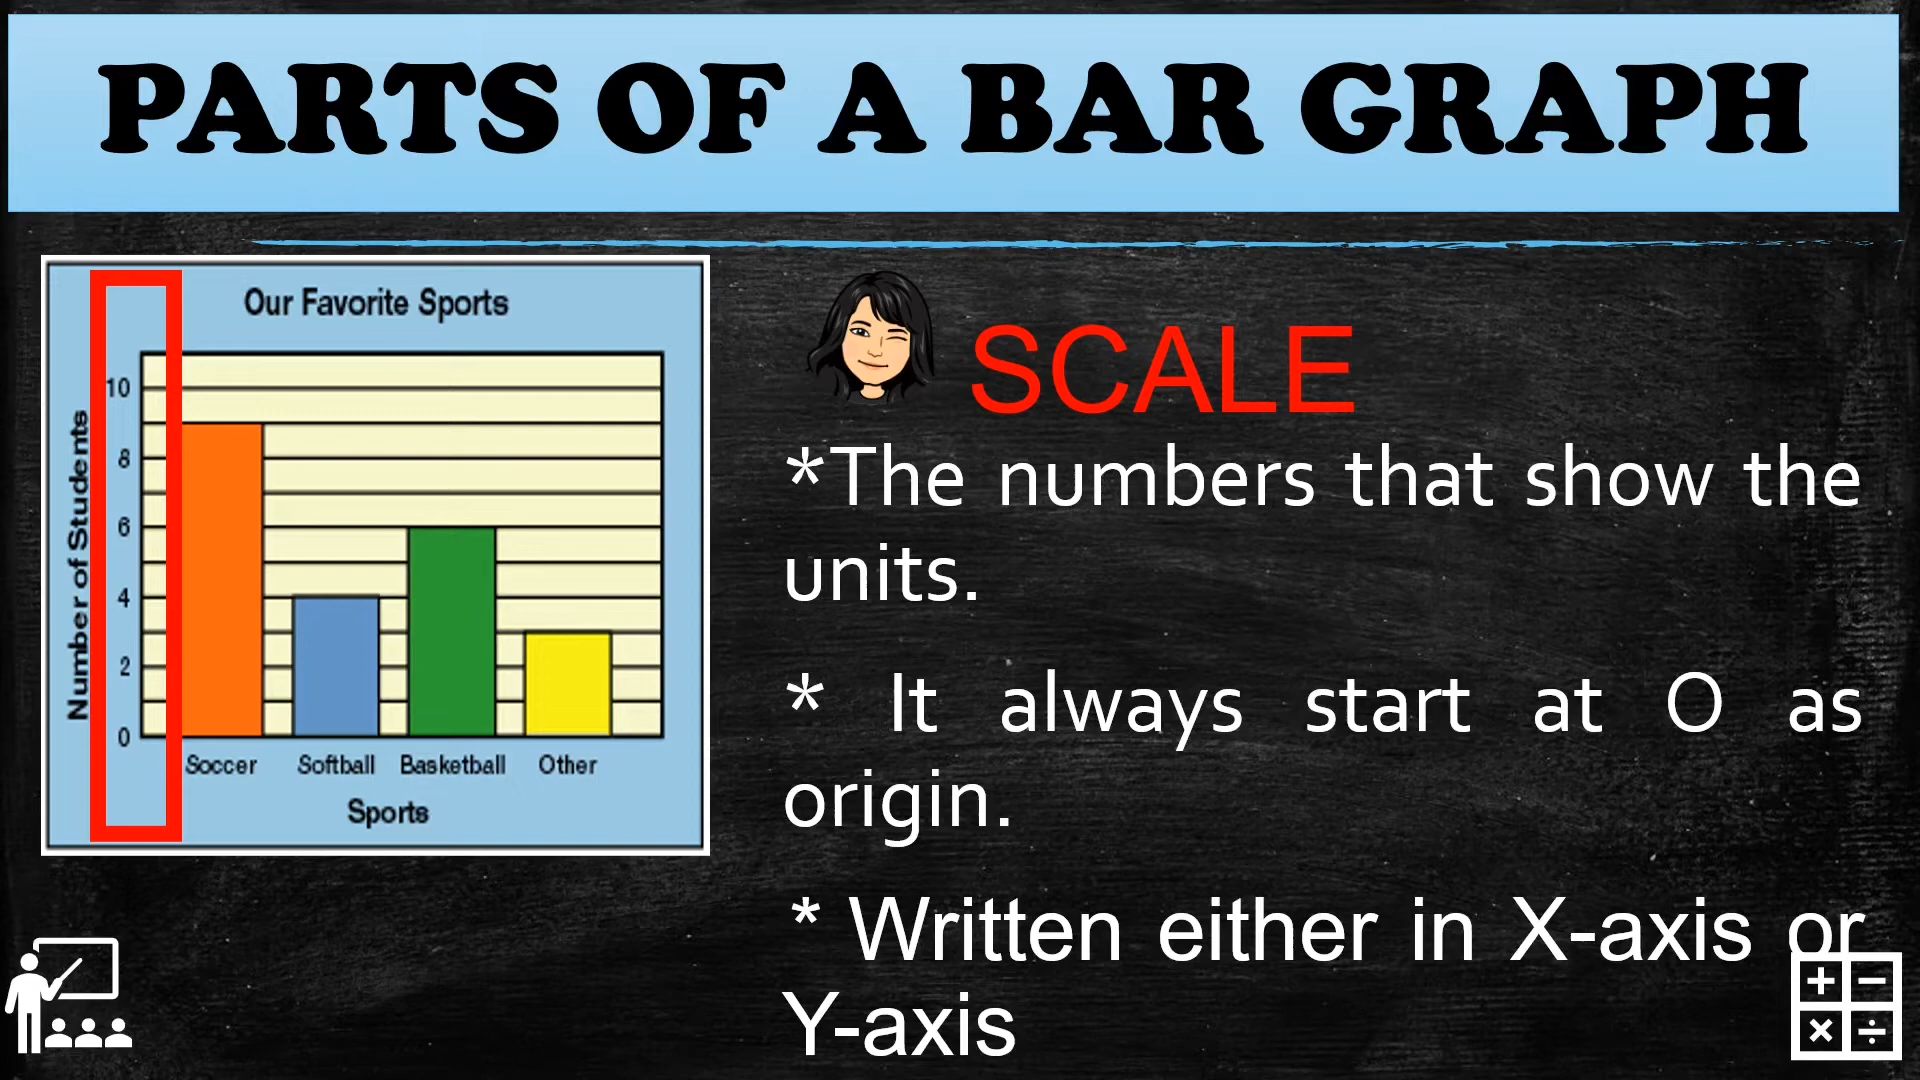 PARTS OF A BAR GRAPH
Our Favorite Sports
Number of Students
10
8
6
4
2
0
Soccer Softball Basketball Other
Sports
SCALE
*The numbers that show the
units.
* It always start at 0 as
origin.
* Written either in X-axis or
Y-axis
+ −
× ÷